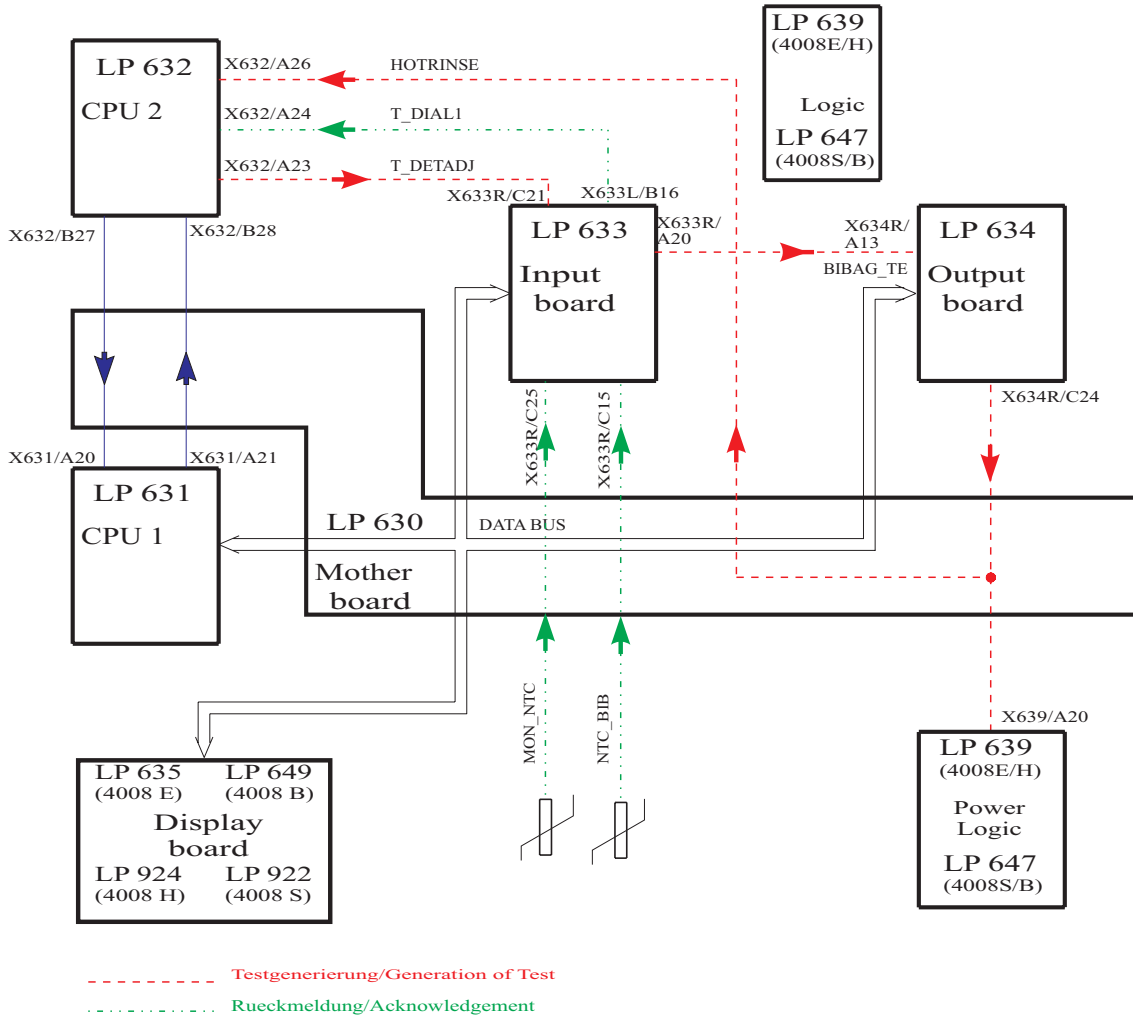 LP 639
(4008E/H)
Logic
LP 647
(4008S/B)
LP 632
CPU 2
X632/A26
HOTRINSE
X632/A24
T_DIAL1
X632/A23
T_DETADJ
X633R/C21
X633L/B16
X632/B27
X632/B28
LP 633
Input
board
X633R/
A20
X634R/
A13
BIBAG_TE
LP 634
Output
board
X634R/C24
X633R/C25
X633R/C15
X631/A20
X631/A21
LP 631
CPU 1
LP 630
DATA BUS
Mother
board
MON_NTC
NTC_BIB
X639/A20
LP 639
(4008E/H)
Power
Logic
LP 647
(4008S/B)
LP 635
(4008 E)
LP 649
(4008 B)
Display
board
LP 924
(4008 H)
LP 922
(4008 S)
Testgenerierung/Generation of Test
Rueckmeldung/Acknowledgement